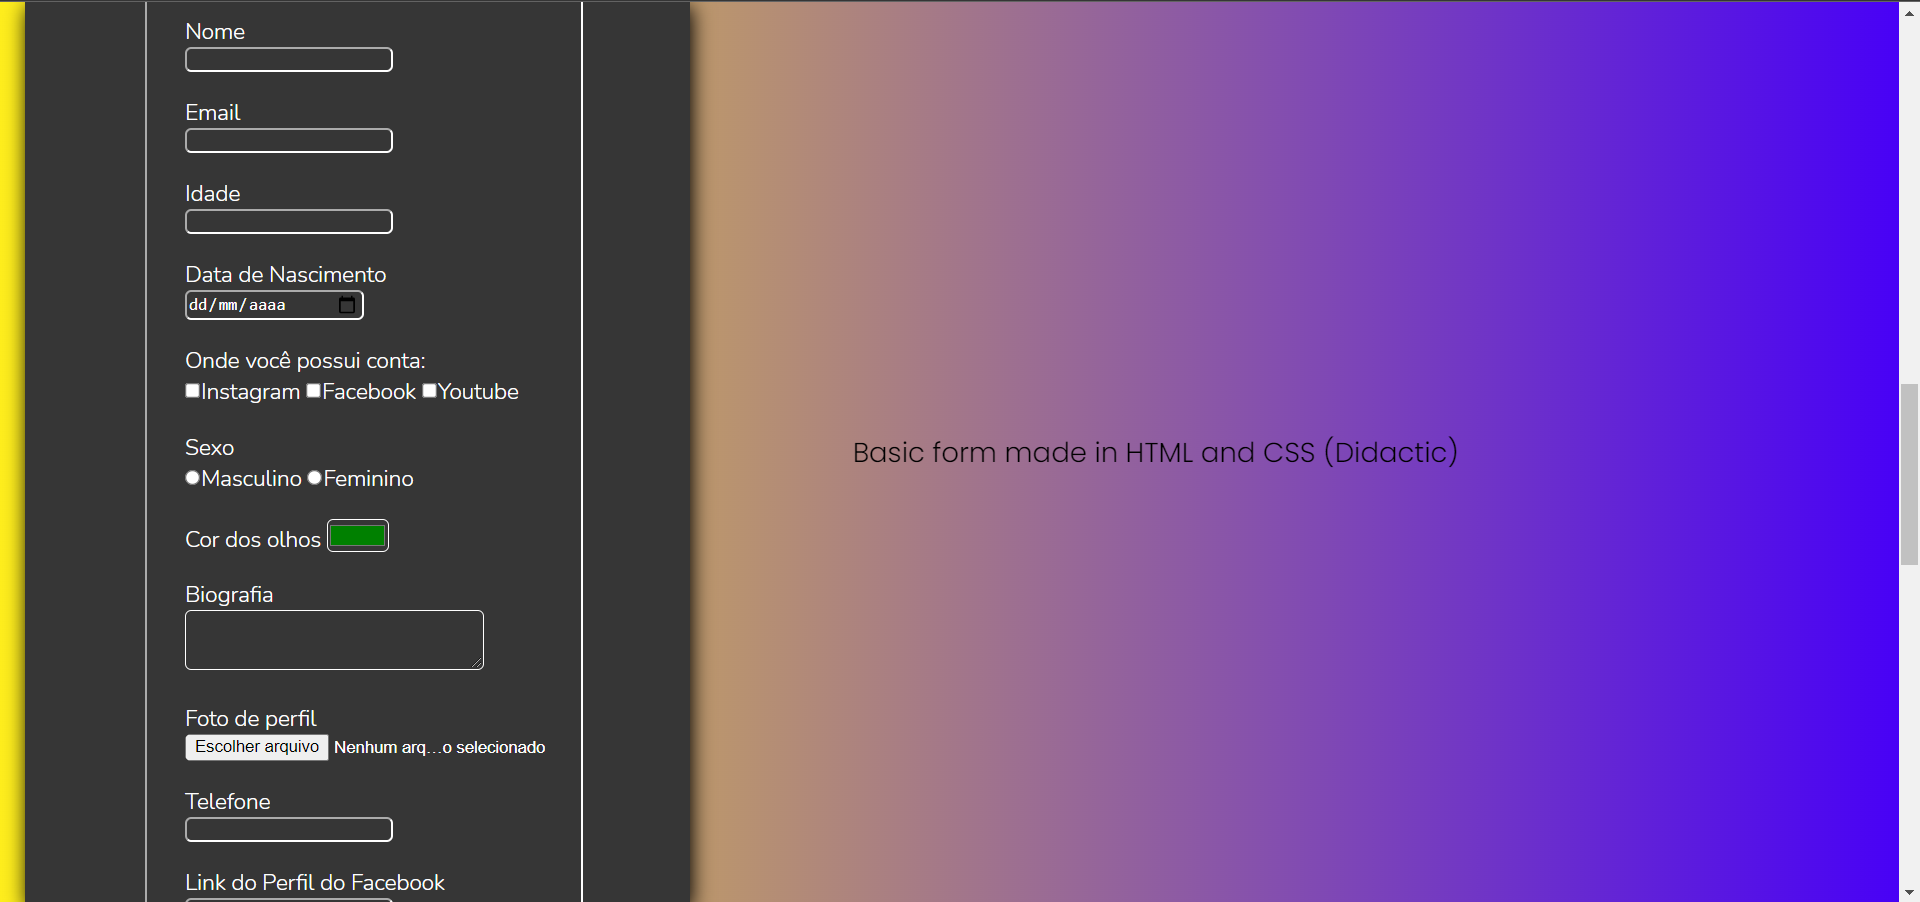 Nome
Email
Idade
Data de Nascimento
dd/mm/aaaa
Onde você possui conta:
Instagram Facebook Youtube
Sexo
Masculino Feminino
Cor dos olhos
Biografia
Foto de perfil
Escolher arquivo Nenhum arq...o selecionado
Telefone
Link do Perfil do Facebook
Basic form made in HTML and CSS (Didactic)